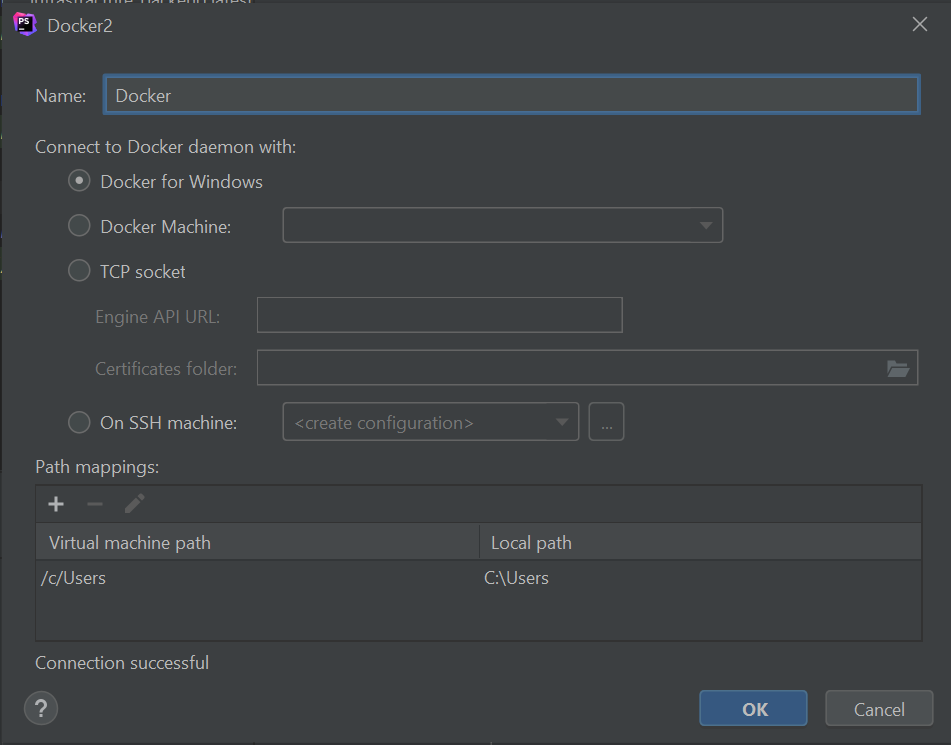 PS
Docker2
Name: Docker
Connect to Docker daemon with:
Docker for Windows
Docker Machine:
TCP socket
Engine API URL:
Certificates folder:
On SSH machine: <create configuration> ...
Path mappings:
Virtual machine path Local path
/c/Users C:\Users
Connection successful
? OK Cancel